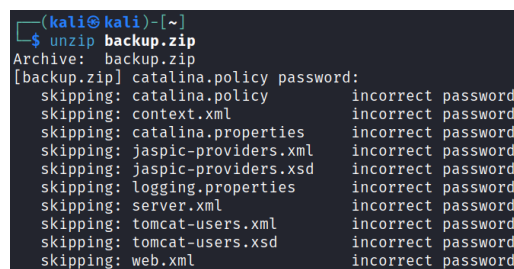 ┌──(kali㉿kali)-[~]
└─$ unzip backup.zip
Archive:  backup.zip
[backup.zip] catalina.policy password:
   skipping: catalina.policy         incorrect password
   skipping: context.xml             incorrect password
   skipping: catalina.properties     incorrect password
   skipping: jaspic-providers.xml    incorrect password
   skipping: jaspic-providers.xsd    incorrect password
   skipping: logging.properties      incorrect password
   skipping: server.xml              incorrect password
   skipping: tomcat-users.xml        incorrect password
   skipping: tomcat-users.xsd        incorrect password
   skipping: web.xml                 incorrect password